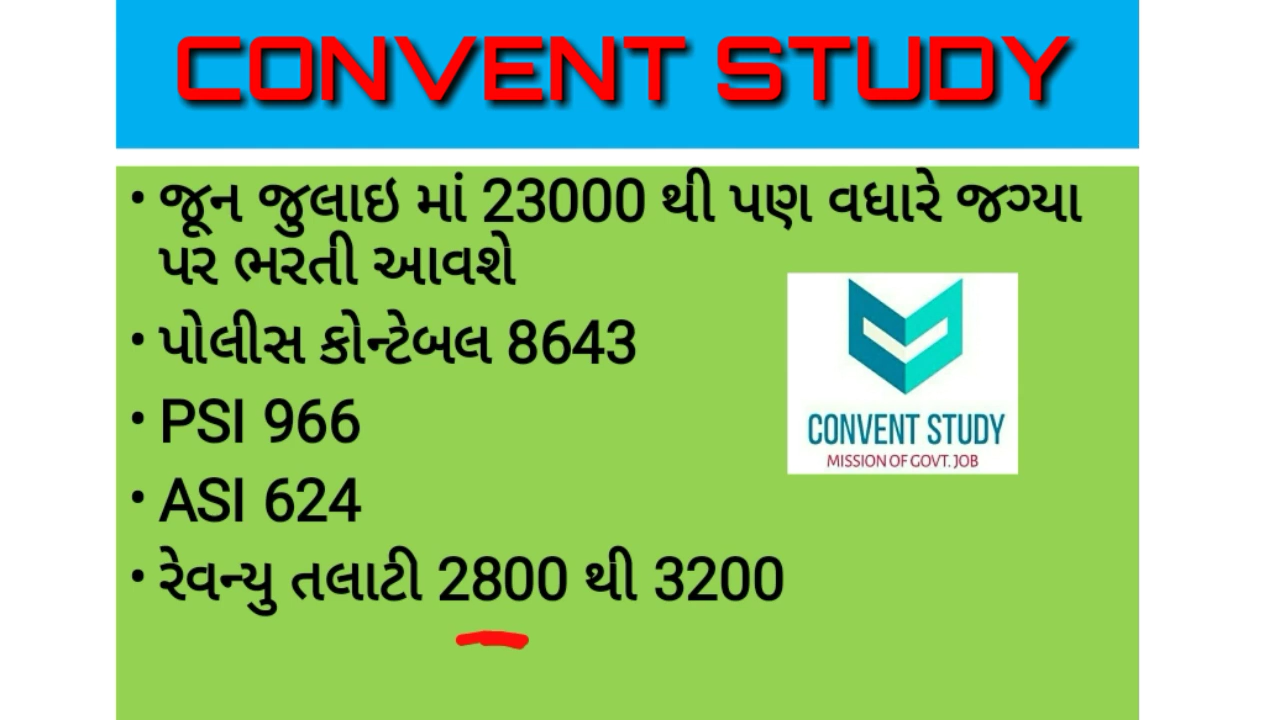 CONVENT STUDY
• જૂન જુલાઇ માં 23000 થી પણ વધારે જગ્યા
પર ભરતી આવશે
• પોલીસ કોન્ટેબલ 8643
• PSI 966
• ASI 624
• રેવન્યુ તલાટી 2800 થી 3200
CONVENT STUDY
MISSION OF GOVT. JOB